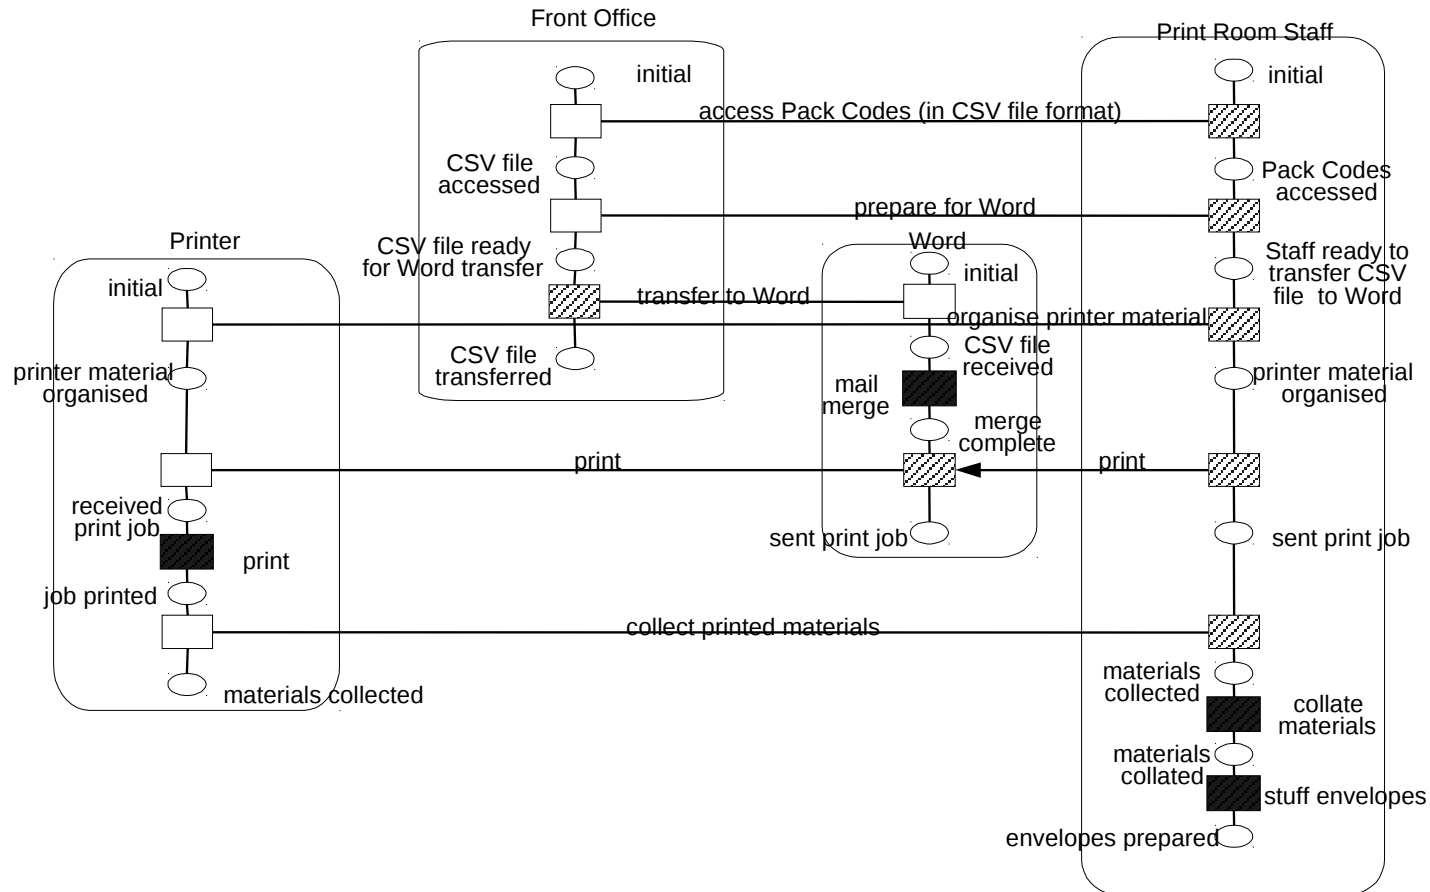 Front Office
Print Room Staff
initial
initial
access Pack Codes (in CSV file format)
CSV file
accessed
Pack Codes
accessed
prepare for Word
Printer
CSV file ready
for Word transfer
Word
Staff ready to
transfer CSV
file to Word
initial
initial
transfer to Word
organise printer material
CSV file
transferred
CSV file
received
printer material
organised
mail
merge
printer material
organised
merge
complete
print
print
received
print job
sent print job
sent print job
print
job printed
collect printed materials
materials collected
materials
collected
collate
materials
materials
collated
stuff envelopes
envelopes prepared